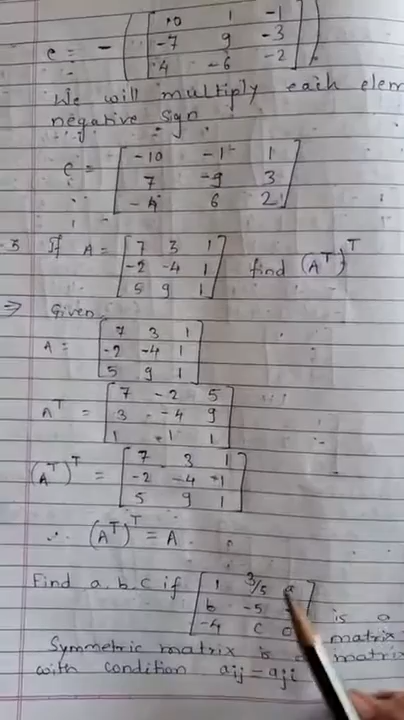 e = - ( [ 10 1 -1
-7 9 -3
4 -6 -2 ] )
We will multiply each elem
negative sign
e = [ -10 -1 1
7 -9 3
-4 6 2 ]
If A = [ 7 3 1
-2 -4 1
5 9 1 ] find (A^T)^T
⇒ Given
A = [ 7 3 1
-2 -4 1
5 9 1 ]
A^T = [ 7 -2 5
3 -4 9
1 1 1 ]
(A^T)^T = [ 7 3 1
-2 -4 1
5 9 1 ]
∴ (A^T)^T = A
Find a, b, c if [ 1 3/5 a
b -5
-4 c 0 ] is a
Symmetric matrix is a matrix
with condition aij = aji